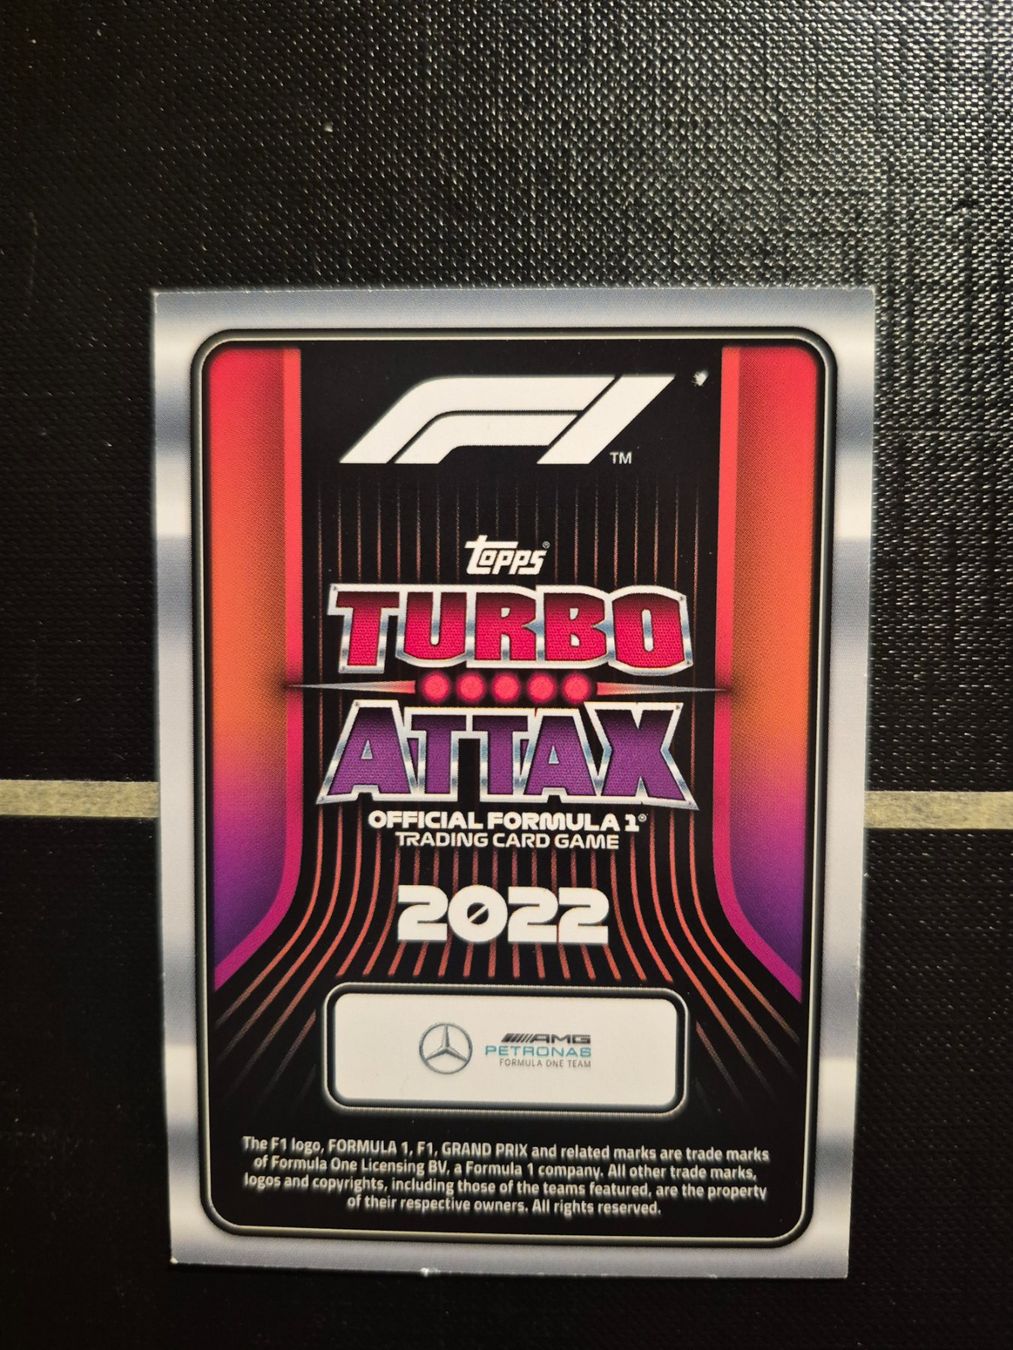 F1 ™
Topps®
TURBO
ATTAX
OFFICIAL FORMULA 1®
TRADING CARD GAME
2022
AMG
PETRONAS
FORMULA ONE TEAM
The F1 logo, FORMULA 1, F1, GRAND PRIX and related marks are trade marks
of Formula One Licensing BV, a Formula 1 company. All other trade marks,
logos and copyrights, including those of the teams featured, are the property
of their respective owners. All rights reserved.